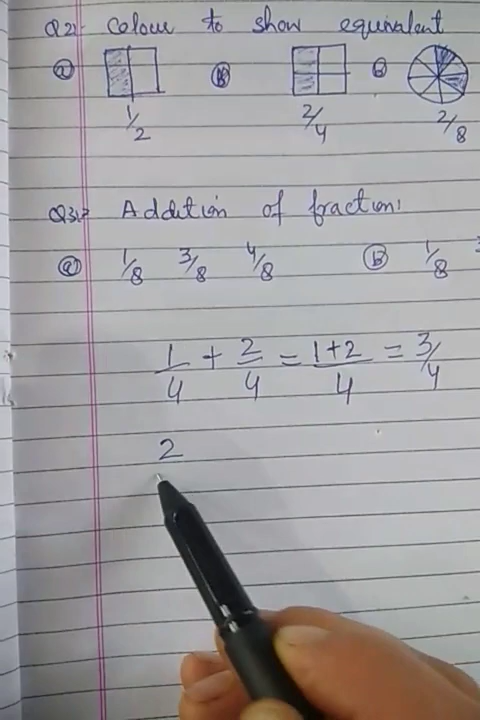 Q2)- Colour to show equivalent
(a) (B) (B)
1/2 2/4 2/8
Q3)- Addition of fraction:
(a) 1/8 3/8 4/8 (B) 1/8
1/4 + 2/4 = 1+2/4 = 3/4
2